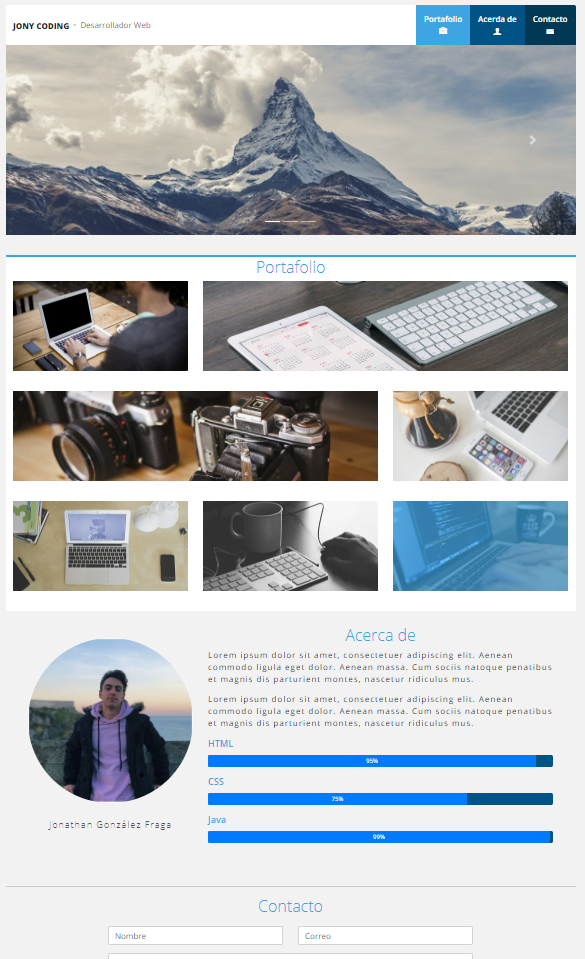 JONY CODING • Desarrollador Web
Portafolio
Acerca de
Contacto
Portafolio
Acerca de
Lorem ipsum dolor sit amet, consectetuer adipiscing elit. Aenean
commodo ligula eget dolor. Aenean massa. Cum sociis natoque penatibus
et magnis dis parturient montes, nascetur ridiculus mus.
Lorem ipsum dolor sit amet, consectetuer adipiscing elit. Aenean
commodo ligula eget dolor. Aenean massa. Cum sociis natoque penatibus
et magnis dis parturient montes, nascetur ridiculus mus.
HTML
95%
CSS
75%
Java
99%
Jonathan González Fraga
Contacto
Nombre
Correo